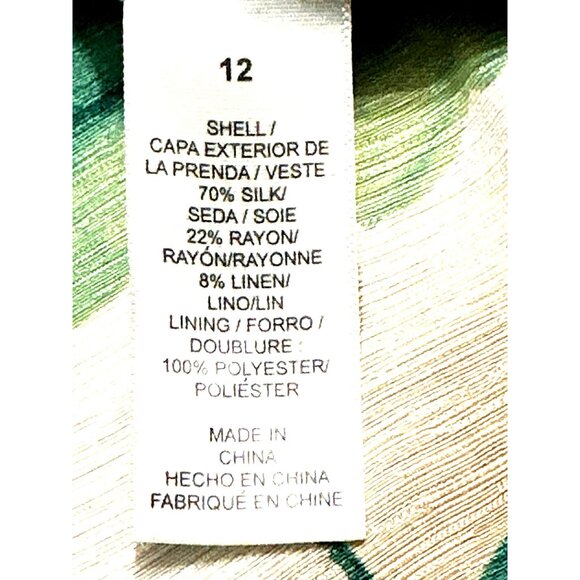 12
SHELL /
CAPA EXTERIOR DE
LA PRENDA / VESTE :
70% SILK/
SEDA / SOIE
22% RAYON/
RAYÓN/RAYONNE
8% LINEN/
LINO/LIN
LINING / FORRO /
DOUBLURE :
100% POLYESTER/
POLIÉSTER
MADE IN
CHINA
HECHO EN CHINA
FABRIQUÉ EN CHINE